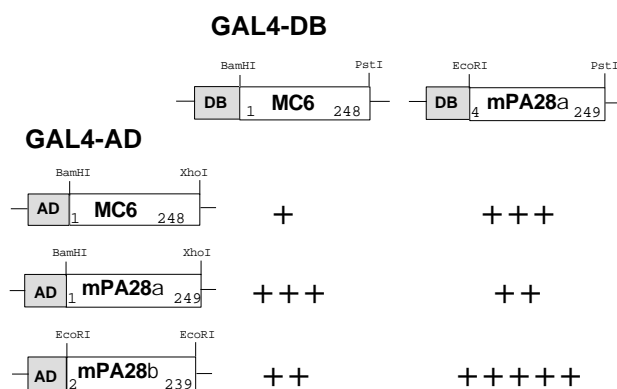 GAL4-DB
BamHI PstI EcoRI PstI
DB 1 MC6 248 DB 4 mPA28a 249
GAL4-AD
BamHI XhoI
AD 1 MC6 248 + +++
BamHI XhoI
AD 1 mPA28a 249 +++ ++
EcoRI EcoRI
AD 2 mPA28b 239 ++ +++++